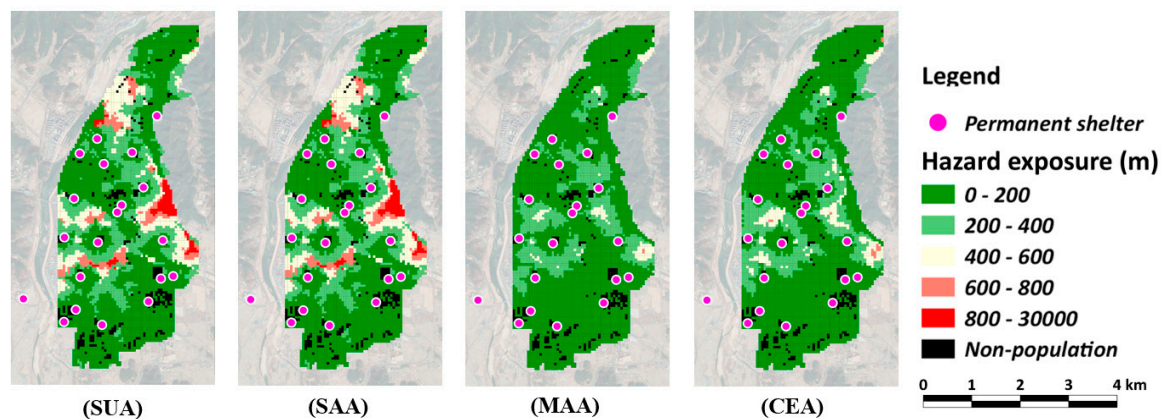 Legend
Permanent shelter
Hazard exposure (m)
0 - 200
200 - 400
400 - 600
600 - 800
800 - 30000
Non-population
0 1 2 3 4 km
(SUA) (SAA) (MAA) (CEA)